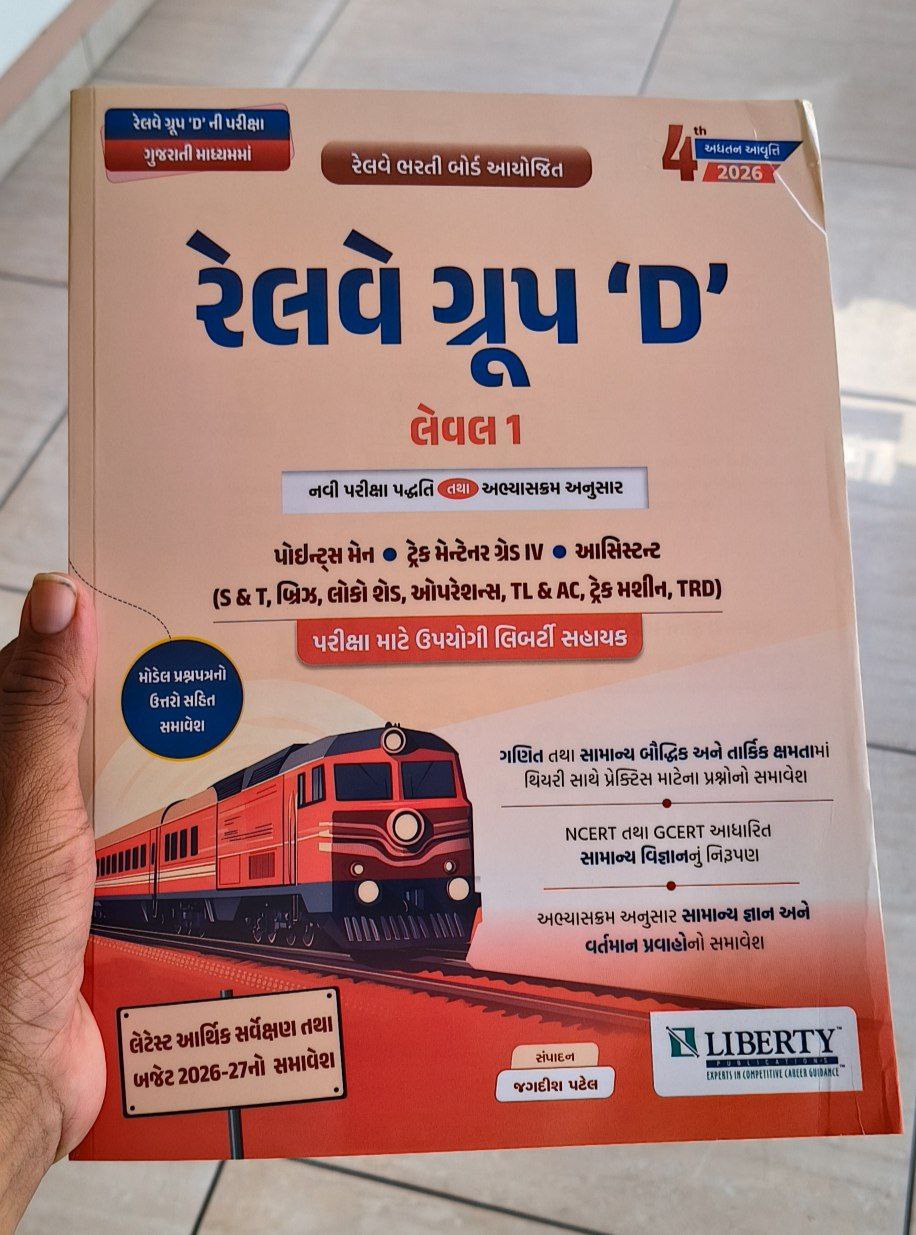 રેલવે ગ્રૂપ ‘D’ ની પરીક્ષા
ગુજરાતી માધ્યમમાં
રેલવે ભરતી બોર્ડ આયોજિત
4th
અદ્યતન આવૃત્તિ
2026
રેલવે ગ્રૂપ ‘D’
લેવલ 1
નવી પરીક્ષા પદ્ધતિ તથા અભ્યાસક્રમ અનુસાર
પોઇન્ટ્સ મેન ● ટ્રેક મેન્ટેનર ગ્રેડ IV ● આસિસ્ટન્ટ
(S & T, બ્રિઝ, લોકો શેડ, ઓપરેશન્સ, TL & AC, ટ્રેક મશીન, TRD)
પરીક્ષા માટે ઉપયોગી લિબર્ટી સહાયક
મોડેલ પ્રશ્નપત્રનો
ઉત્તરો સહિત
સમાવેશ
ગણિત તથા સામાન્ય બૌદ્ધિક અને તાર્કિક ક્ષમતામાં
થિયરી સાથે પ્રેક્ટિસ માટેના પ્રશ્નોનો સમાવેશ
NCERT તથા GCERT આધારિત
સામાન્ય વિજ્ઞાનનું નિરૂપણ
અભ્યાસક્રમ અનુસાર સામાન્ય જ્ઞાન અને
વર્તમાન પ્રવાહોનો સમાવેશ
લેટેસ્ટ આર્થિક સર્વેક્ષણ તથા
બજેટ 2026-27નો સમાવેશ
સંપાદન
જગદીશ પટેલ
LIBERTY™
PUBLICATIONS
EXPERTS IN COMPETITIVE CAREER GUIDANCE™